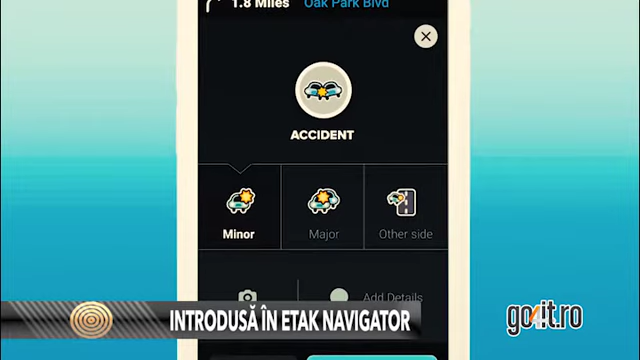 1.8 Miles Oak Park Blvd
ACCIDENT
Minor Major Other side
Add Details
INTRODUSĂ ÎN ETAK NAVIGATOR
go4it.ro